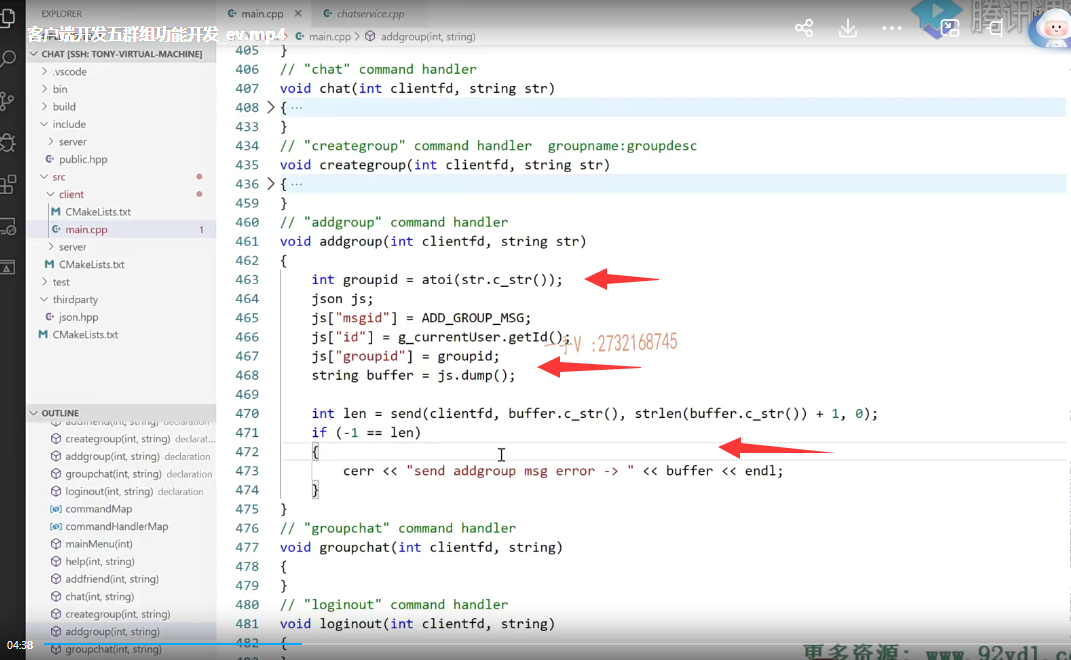 EXPLORER
main.cpp
chatservice.cpp
客户端开发五群组功能开发_ev.mp4
main.cpp > addgroup(int, string)
腾讯
CHAT [SSH: TONY-VIRTUAL-MACHINE]
.vscode
bin
build
include
server
public.hpp
src
client
CMakeLists.txt
main.cpp 1
server
CMakeLists.txt
test
thirdparty
json.hpp
CMakeLists.txt
OUTLINE
addfriend(int, string) declaration
creategroup(int, string) declarat...
addgroup(int, string) declaration
groupchat(int, string) declaration
loginout(int, string) declaration
commandMap
commandHandlerMap
mainMenu(int)
help(int, string)
addfriend(int, string)
chat(int, string)
creategroup(int, string)
addgroup(int, string)
groupchat(int, string)
04:38
405 }
406 // "chat" command handler
407 void chat(int clientfd, string str)
408 { ...
433 }
434 // "creategroup" command handler groupname:groupdesc
435 void creategroup(int clientfd, string str)
436 { ...
459 }
460 // "addgroup" command handler
461 void addgroup(int clientfd, string str)
462 {
463 int groupid = atoi(str.c_str());
464 json js;
465 js["msgid"] = ADD_GROUP_MSG;
466 js["id"] = g_currentUser.getId();
467 js["groupid"] = groupid;
468 string buffer = js.dump();
469
470 int len = send(clientfd, buffer.c_str(), strlen(buffer.c_str()) + 1, 0);
471 if (-1 == len)
472 {
473 cerr << "send addgroup msg error -> " << buffer << endl;
474 }
475 }
476 // "groupchat" command handler
477 void groupchat(int clientfd, string)
478 {
479 }
480 // "loginout" command handler
481 void loginout(int clientfd, string)
482 {
V :2732168745
更多资源: www.92yd1.c